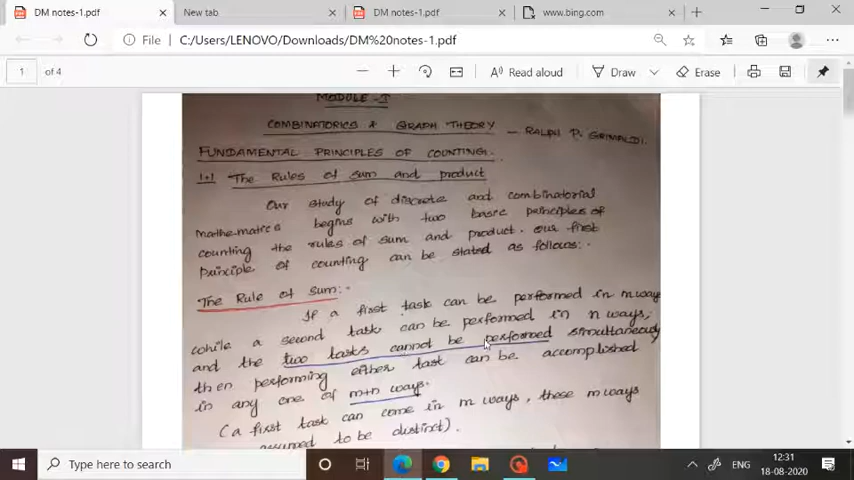 DM notes-1.pdf
New tab
DM notes-1.pdf
www.bing.com
File C:/Users/LENOVO/Downloads/DM%20notes-1.pdf
1 of 4
Read aloud
Draw
Erase
MODULE-I
COMBINATORICS & GRAPH THEORY - RALPH P. GRIMALDI.
FUNDAMENTAL PRINCIPLES OF COUNTING.
1.1 The Rules of sum and product
Our study of discrete and combinatorial
mathematics begins with two basic principles of
counting the rules of sum and product. our first
principle of counting can be stated as follows:-
The Rule of sum:-
If a first task can be performed in m ways
while a second task can be performed in n ways,
and the two tasks cannot be performed simultaneously
then performing either task can be accomplished
in any one of m+n ways.
(a first task can come in m ways, these m ways
assumed to be distinct).
Type here to search
ENG
12:31
18-08-2020